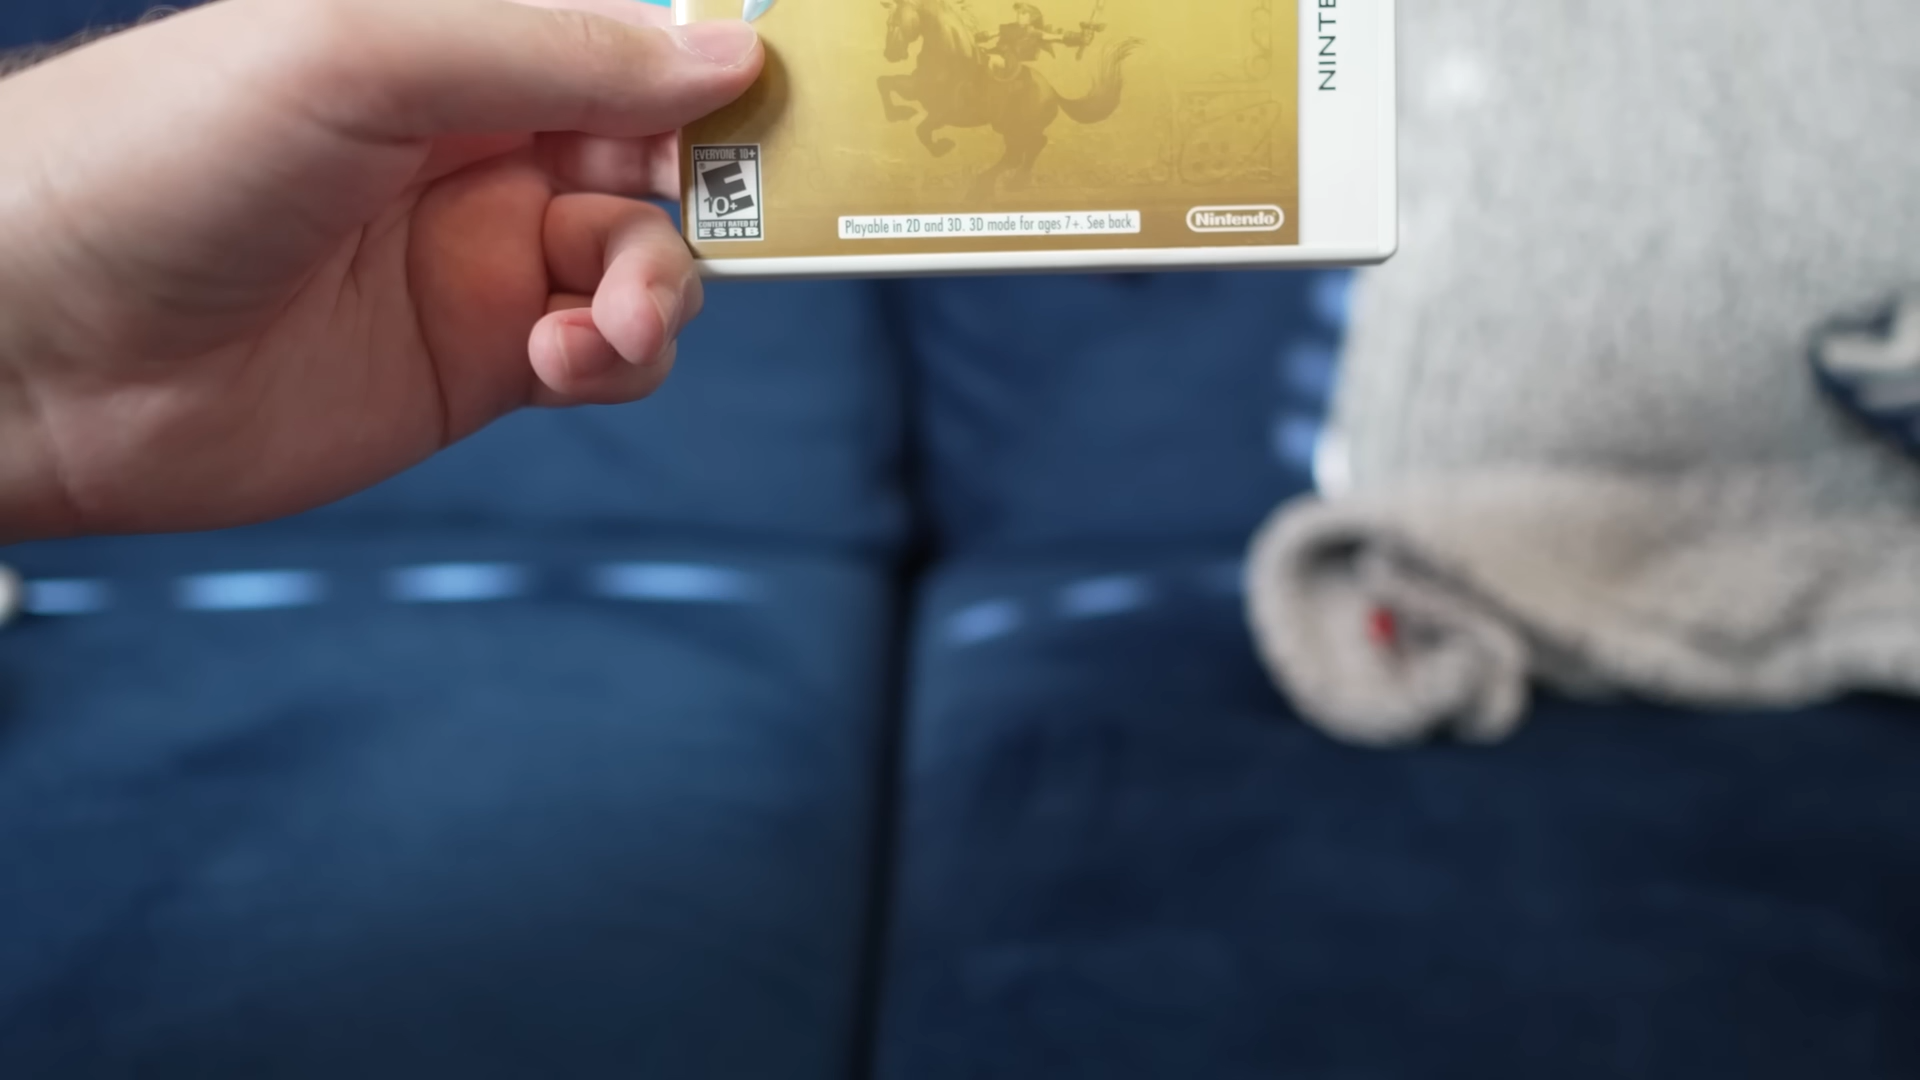 NINTE
EVERYONE 10+
E
10+
CONTENT RATED BY
ESRB
Playable in 2D and 3D. 3D mode for ages 7+. See back.
Nintendo